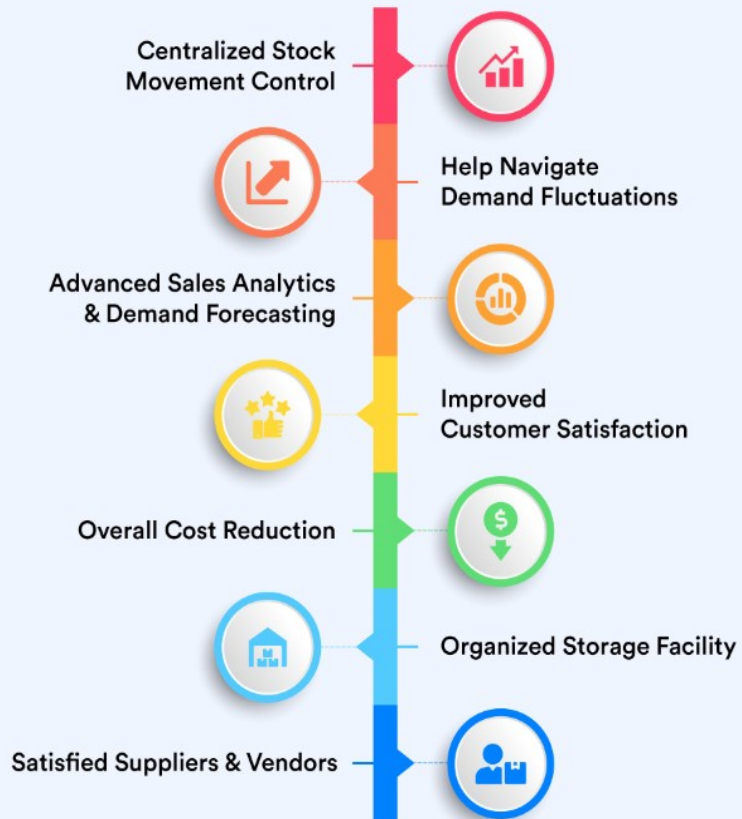 Centralized Stock
Movement Control
Help Navigate
Demand Fluctuations
Advanced Sales Analytics
& Demand Forecasting
Improved
Customer Satisfaction
$
Overall Cost Reduction
Organized Storage Facility
Satisfied Suppliers & Vendors